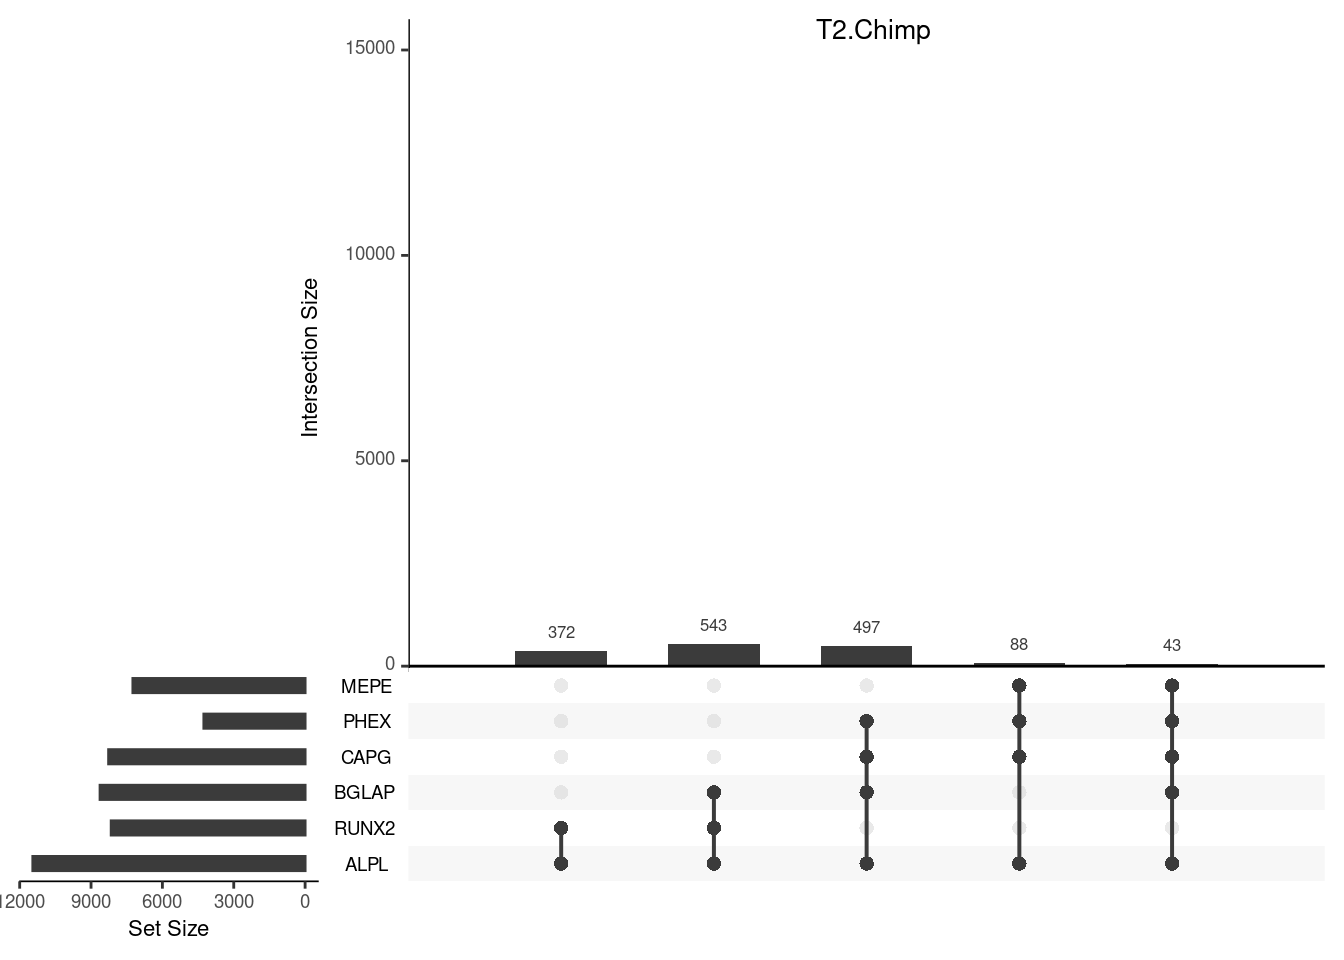 T2.Chimp
15000
10000
5000
0
Intersection Size
372
543
497
88
43
MEPE
PHEX
CAPG
BGLAP
RUNX2
ALPL
12000 9000 6000 3000 0
Set Size